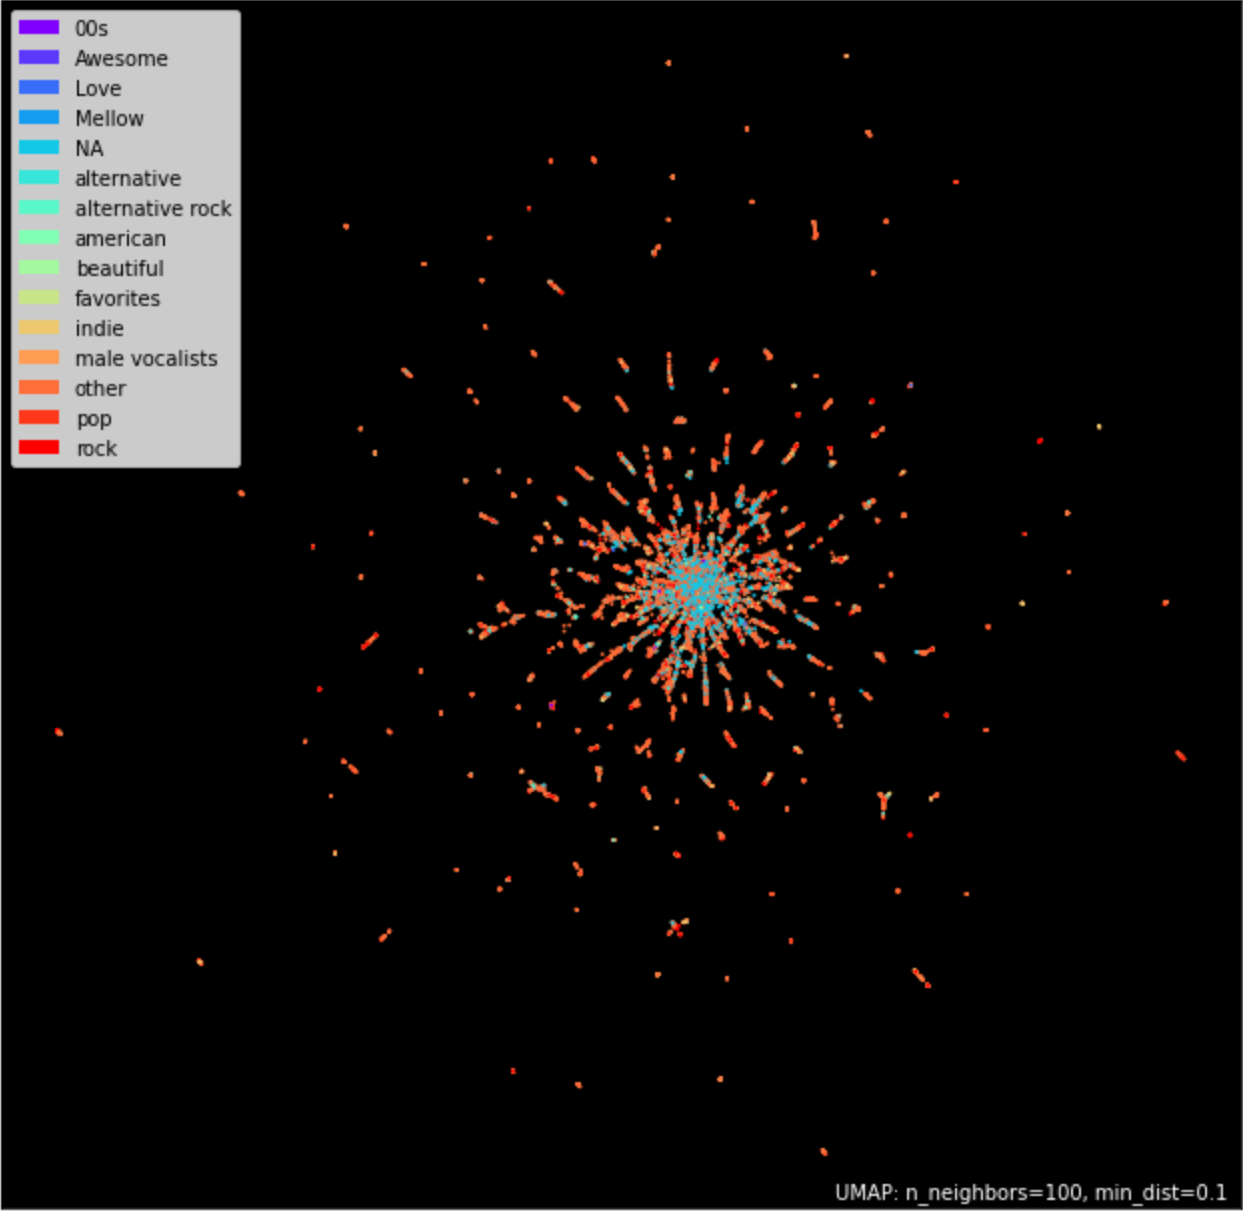 00s
Awesome
Love
Mellow
NA
alternative
alternative rock
american
beautiful
favorites
indie
male vocalists
other
pop
rock
UMAP: n_neighbors=100, min_dist=0.1